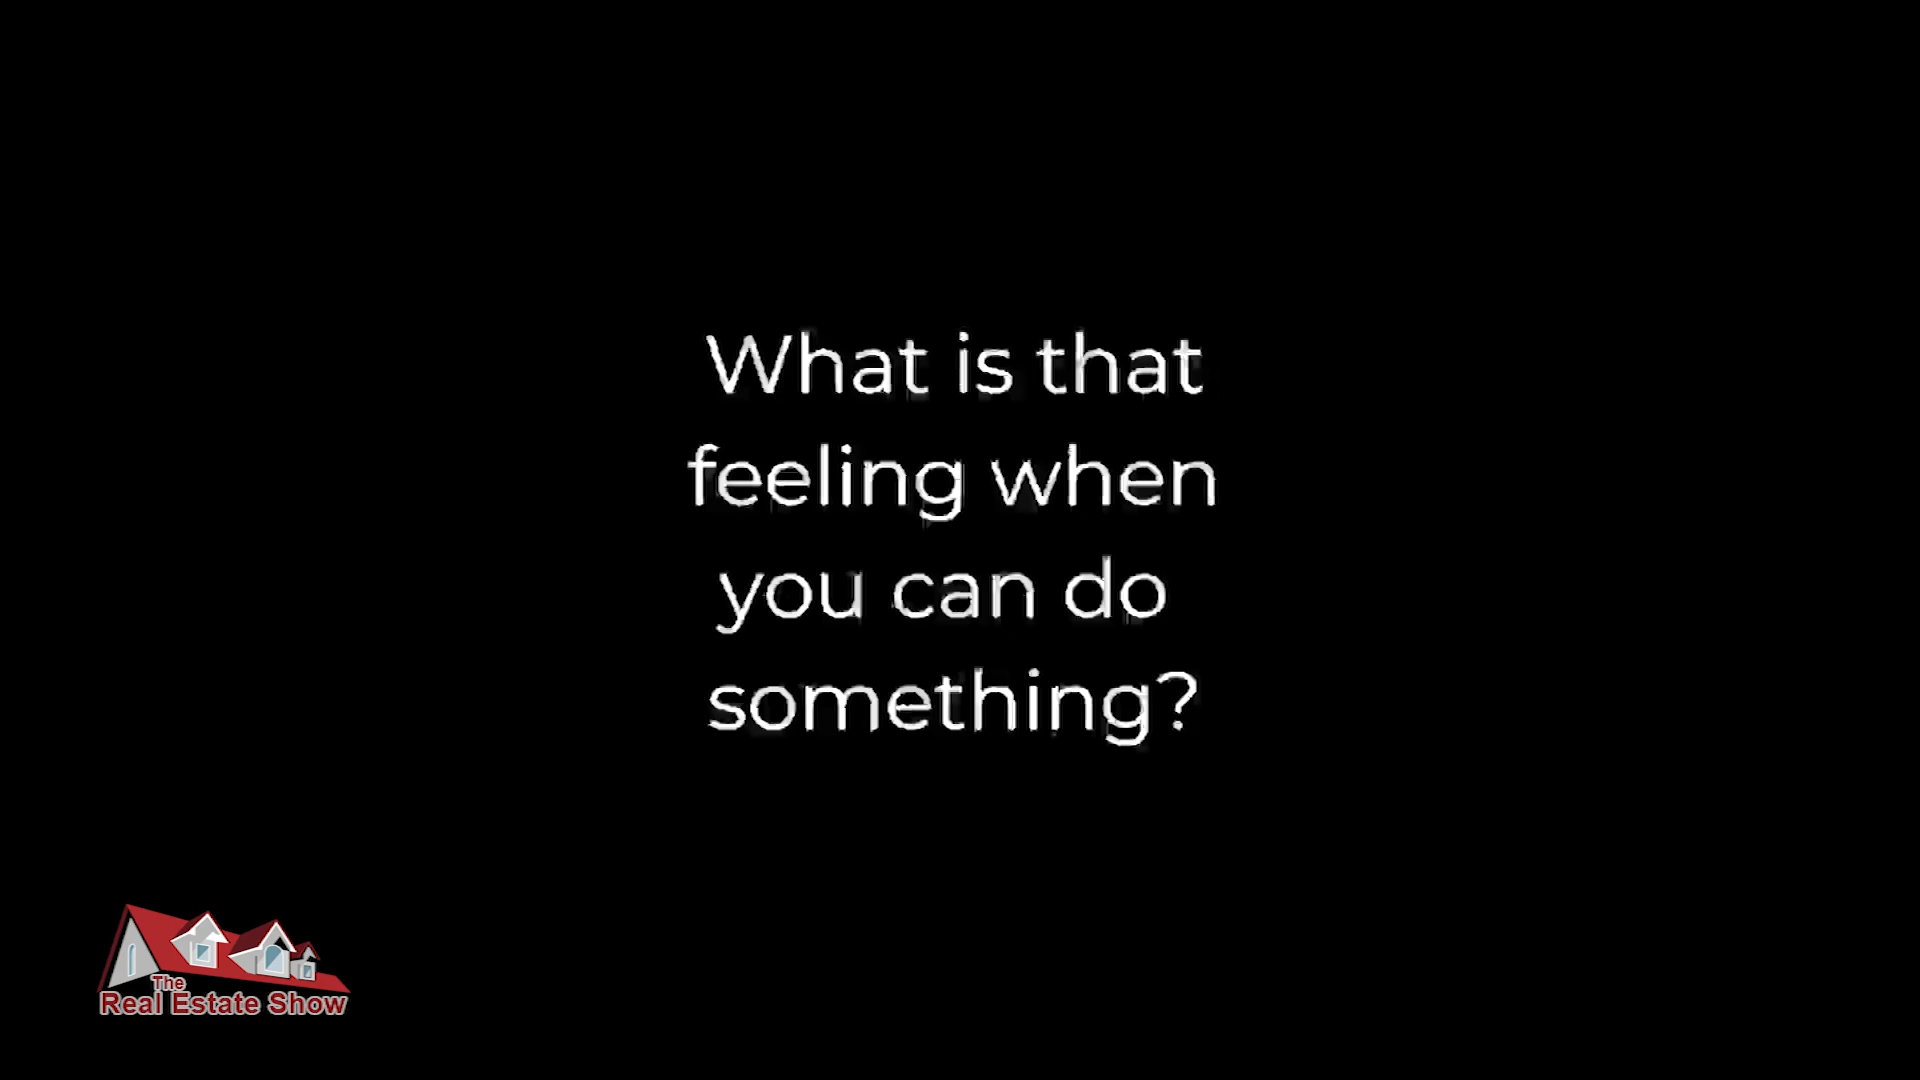 What is that
feeling when
you can do
something?
The
Real Estate Show